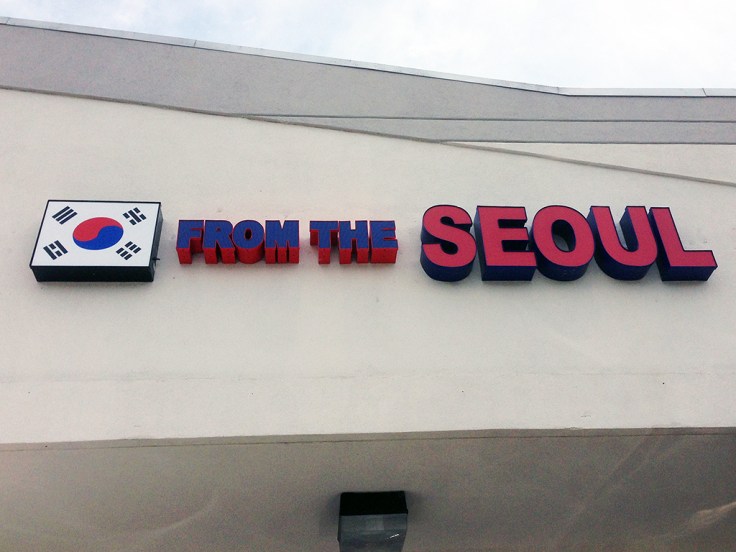 FROM THE SEOUL